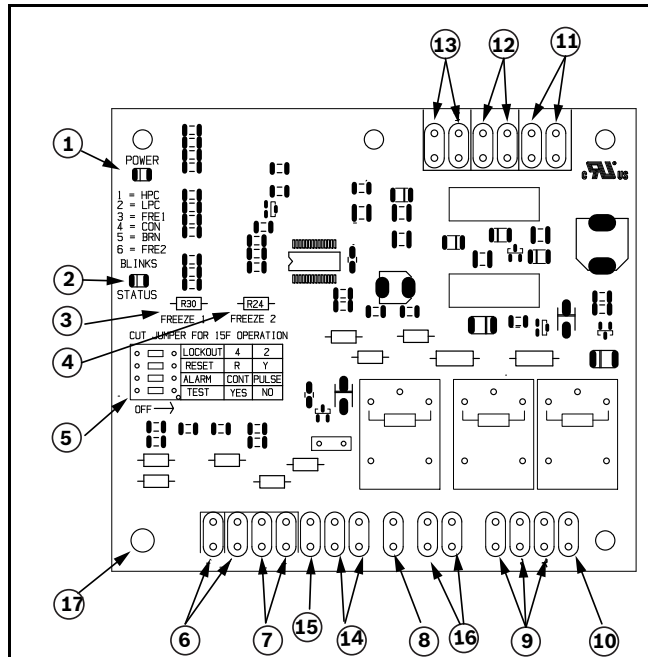 13
12
11
1
POWER
c US
1 = HPC
2 = LPC
3 = FRE1
4 = CON
5 = BRN
6 = FRE2
BLINKS
2
STATUS
R30
R24
3
FREEZE 1
FREEZE 2
4
CUT JUMPER FOR 15F OPERATION
LOCKOUT 4 2
RESET R Y
ALARM CONT PULSE
TEST YES NO
OFF
5
17
6
7
15
14
8
16
9
10